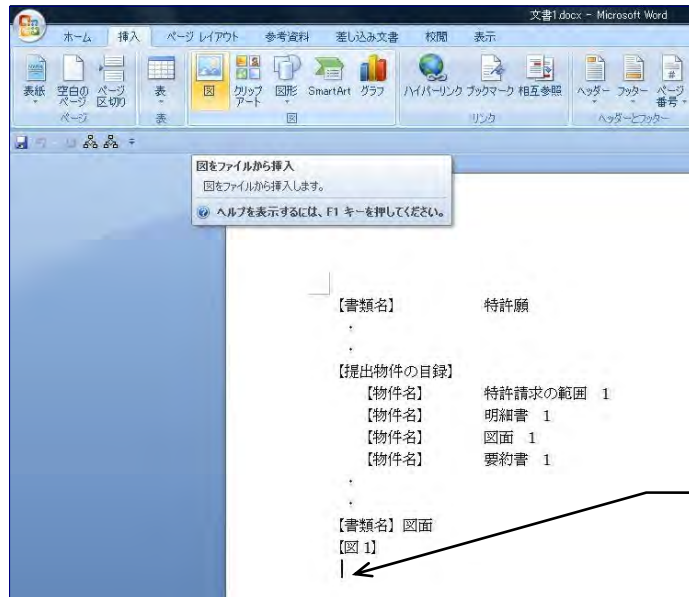 文書1.docx - Microsoft Word
ホーム 挿入 ページ レイアウト 参考資料 差し込み文書 校閲 表示
表紙 空白のページ ページ区切り 表 図 クリップアート 図形 SmartArt グラフ ハイパーリンク ブックマーク 相互参照 ヘッダー フッター ページ番号
ページ 表 図 リンク ヘッダーとフッター
図をファイルから挿入
図をファイルから挿入します。
ヘルプを表示するには、F1 キーを押してください。
【書類名】 特許願
・
・
【提出物件の目録】
【物件名】 特許請求の範囲 1
【物件名】 明細書 1
【物件名】 図面 1
【物件名】 要約書 1
・
・
【書類名】図面
【図 1】